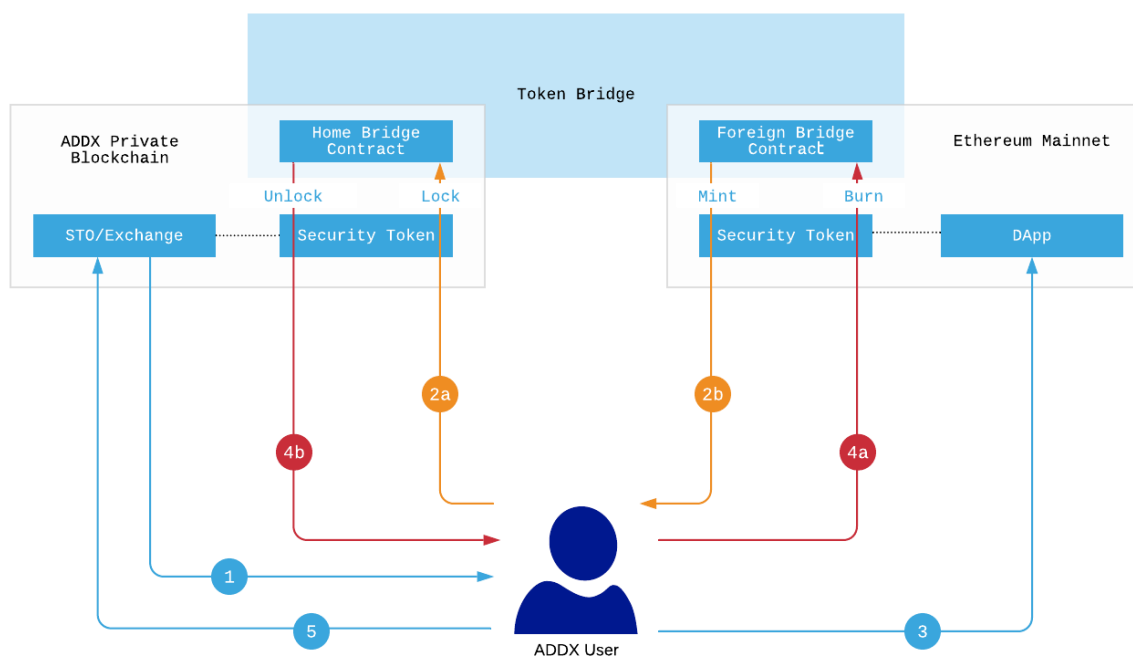 Token Bridge
ADDX Private
Blockchain
Home Bridge
Contract
Foreign Bridge
Contract
Ethereum Mainnet
Unlock
Lock
Mint
Burn
STO/Exchange
Security Token
Security Token
DApp
2a
2b
4b
4a
1
5
3
ADDX User